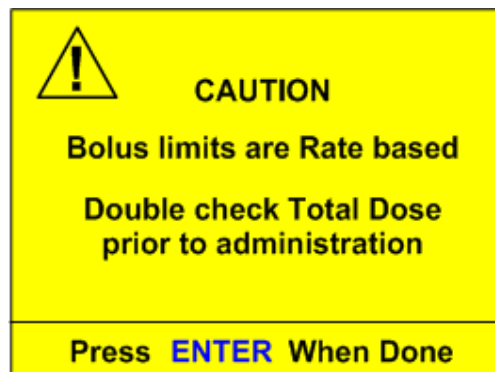 !
CAUTION
Bolus limits are Rate based
Double check Total Dose
prior to administration
Press ENTER When Done